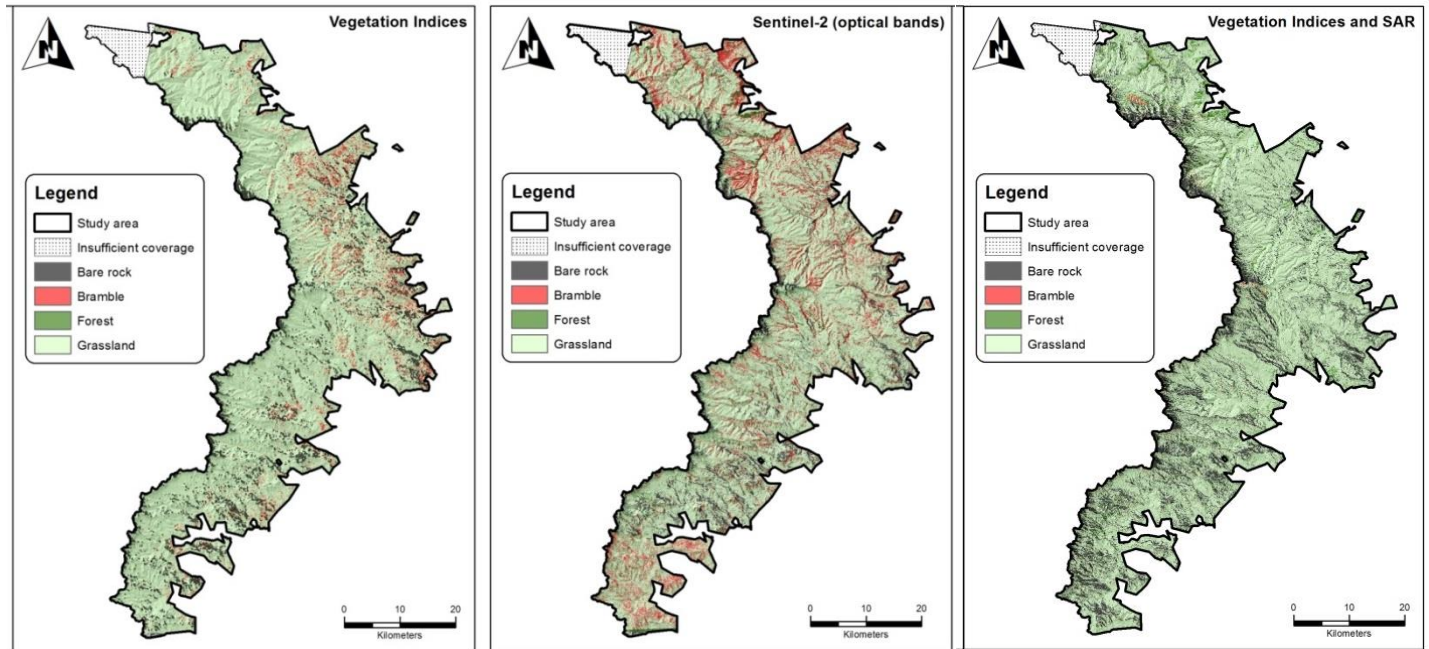 Vegetation Indices
N
Legend
Study area
Insufficient coverage
Bare rock
Bramble
Forest
Grassland
0 10 20
Kilometers
Sentinel-2 (optical bands)
N
Legend
Study area
Insufficient coverage
Bare rock
Bramble
Forest
Grassland
0 10 20
Kilometers
Vegetation Indices and SAR
N
Legend
Study area
Insufficient coverage
Bare rock
Bramble
Forest
Grassland
0 10 20
Kilometers